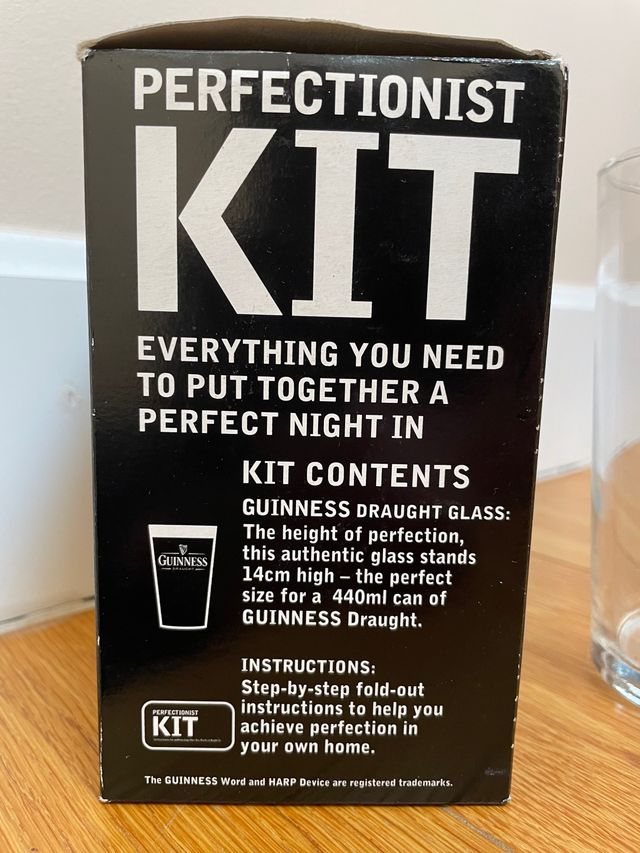 PERFECTIONIST
KIT
EVERYTHING YOU NEED
TO PUT TOGETHER A
PERFECT NIGHT IN
KIT CONTENTS
GUINNESS DRAUGHT GLASS:
The height of perfection,
this authentic glass stands
14cm high – the perfect
size for a 440ml can of
GUINNESS Draught.
GUINNESS
DRAUGHT
INSTRUCTIONS:
Step-by-step fold-out
instructions to help you
achieve perfection in
your own home.
PERFECTIONIST
KIT
The GUINNESS Word and HARP Device are registered trademarks.